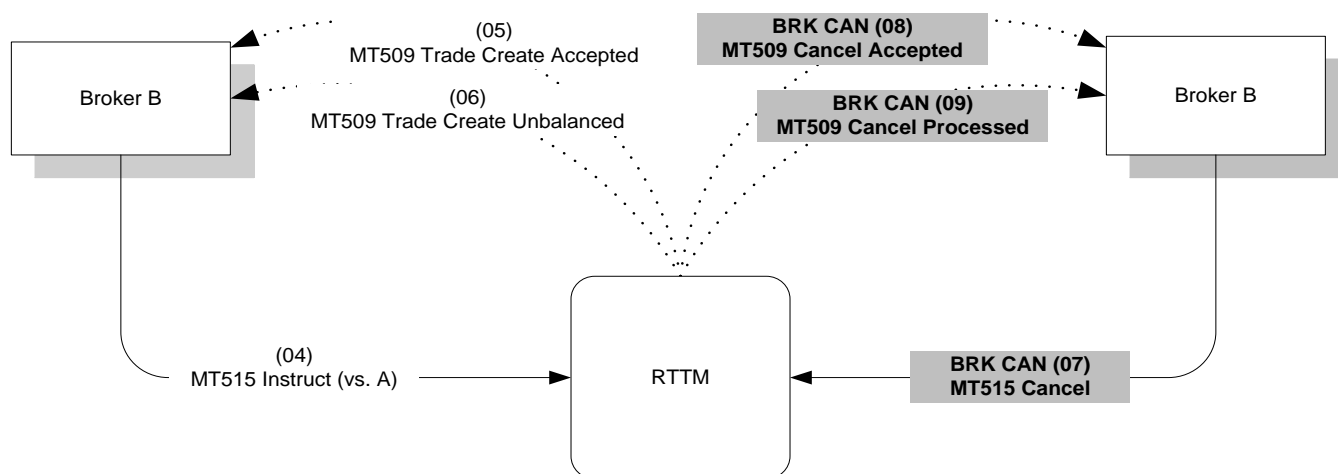 (05)
MT509 Trade Create Accepted
BRK CAN (08)
MT509 Cancel Accepted
Broker B
(06)
MT509 Trade Create Unbalanced
BRK CAN (09)
MT509 Cancel Processed
Broker B
(04)
MT515 Instruct (vs. A)
RTTM
BRK CAN (07)
MT515 Cancel